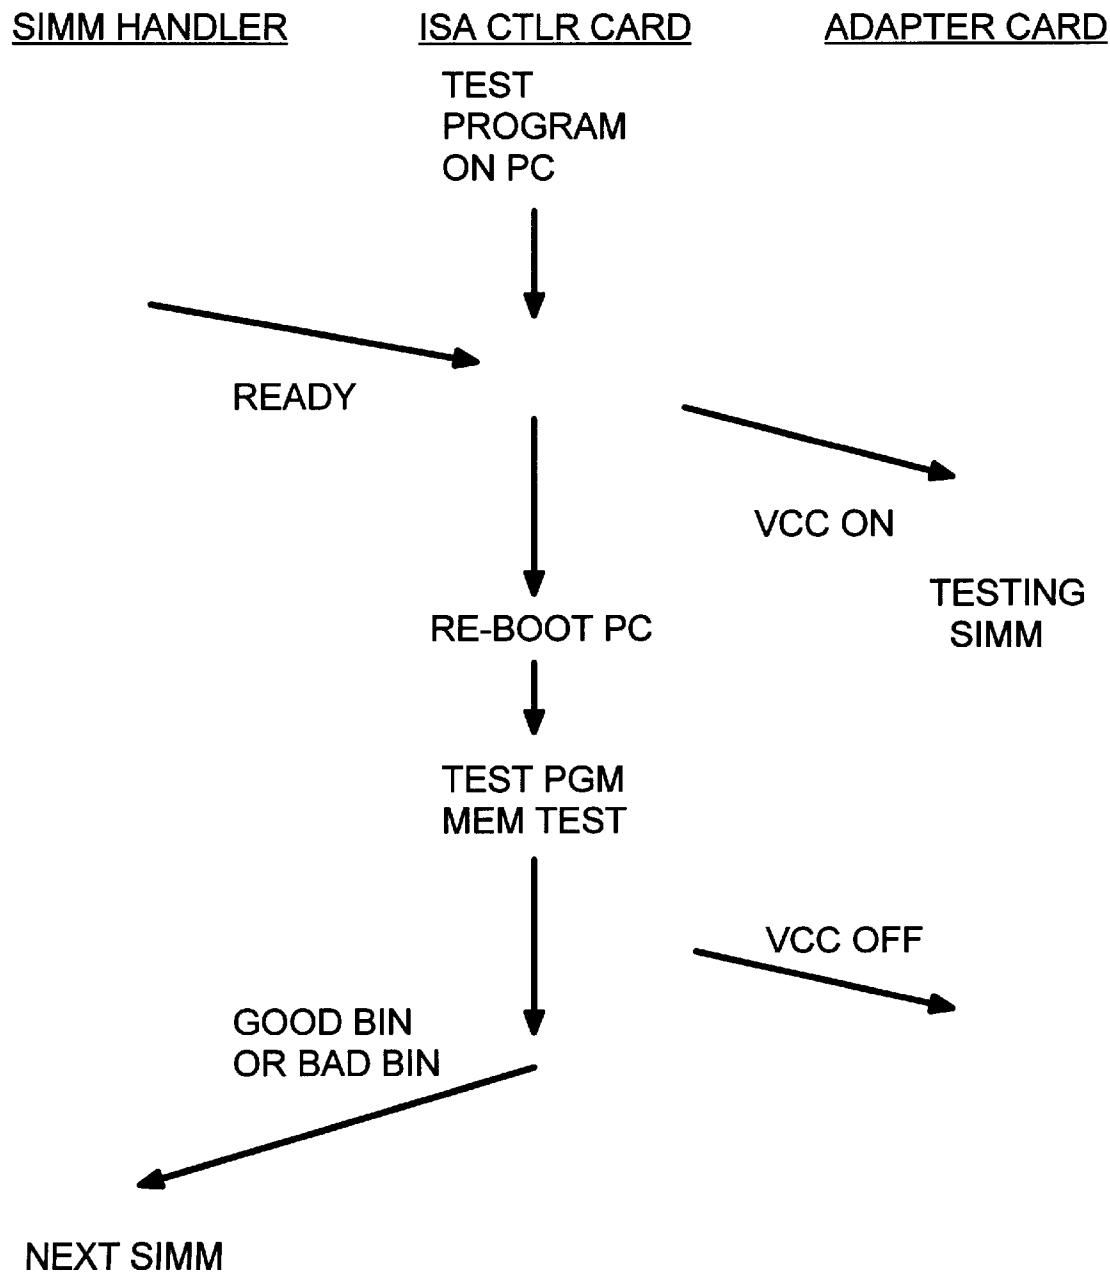 SIMM HANDLER
ISA CTLR CARD
ADAPTER CARD
TEST
PROGRAM
ON PC
READY
VCC ON
TESTING
SIMM
RE-BOOT PC
TEST PGM
MEM TEST
VCC OFF
GOOD BIN
OR BAD BIN
NEXT SIMM